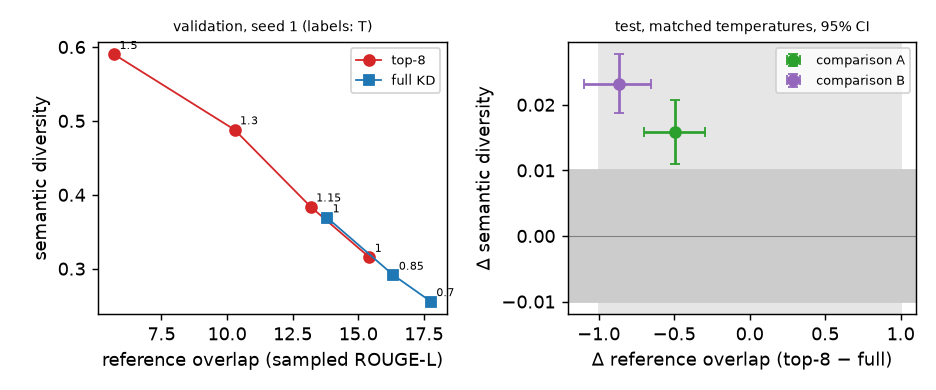 validation, seed 1 (labels: T)
semantic diversity
0.6
0.5
0.4
0.3
1.5
1.3
1.15
1
1
0.85
0.7
top-8
full KD
7.5 10.0 12.5 15.0 17.5
reference overlap (sampled ROUGE-L)
test, matched temperatures, 95% CI
Δ semantic diversity
0.02
0.01
0.00
−0.01
comparison A
comparison B
−1.0 −0.5 0.0 0.5 1.0
Δ reference overlap (top-8 − full)